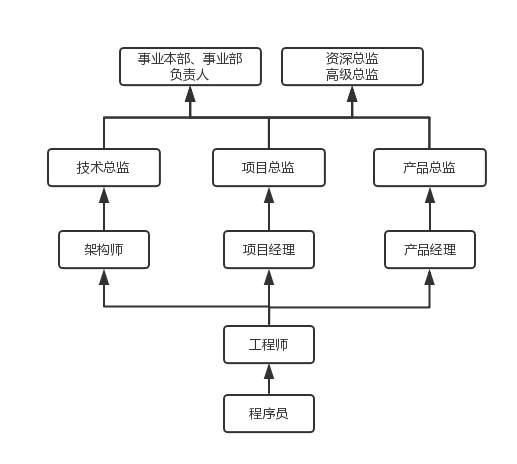 事业本部、事业部
负责人
资深总监
高级总监
技术总监
项目总监
产品总监
架构师
项目经理
产品经理
工程师
程序员